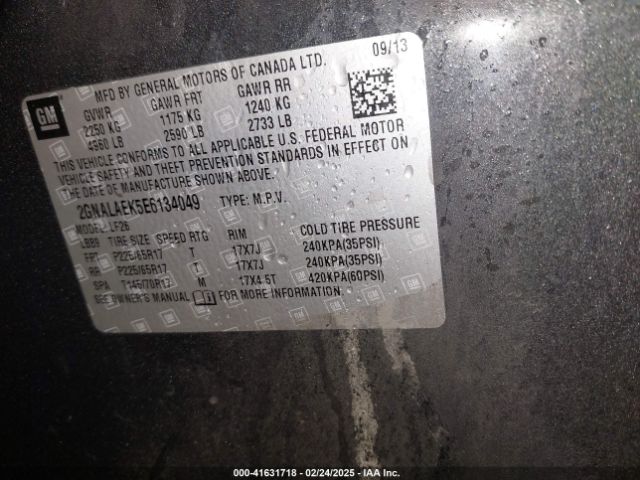 MFD BY GENERAL MOTORS OF CANADA LTD. 09/13
GM
GVWR GAWR FRT GAWR RR
2250 KG 1175 KG 1240 KG
4960 LB 2590 LB 2733 LB
THIS VEHICLE CONFORMS TO ALL APPLICABLE U.S. FEDERAL MOTOR
VEHICLE SAFETY AND THEFT PREVENTION STANDARDS IN EFFECT ON
THE DATE OF MANUFACTURE SHOWN ABOVE.
2GNALAEK5E6134049 TYPE: M.P.V.
MODEL: LF26
LBB9 TIRE SIZE SPEED RTG RIM COLD TIRE PRESSURE
FRT P225/65R17 T 17X7J 240KPA(35PSI)
RR P225/65R17 T 17X7J 240KPA(35PSI)
SPA T145/70R17 M 17X4.5T 420KPA(60PSI)
SEE OWNER'S MANUAL FOR MORE INFORMATION.
000-41631718 - 02/24/2025 - IAA Inc.